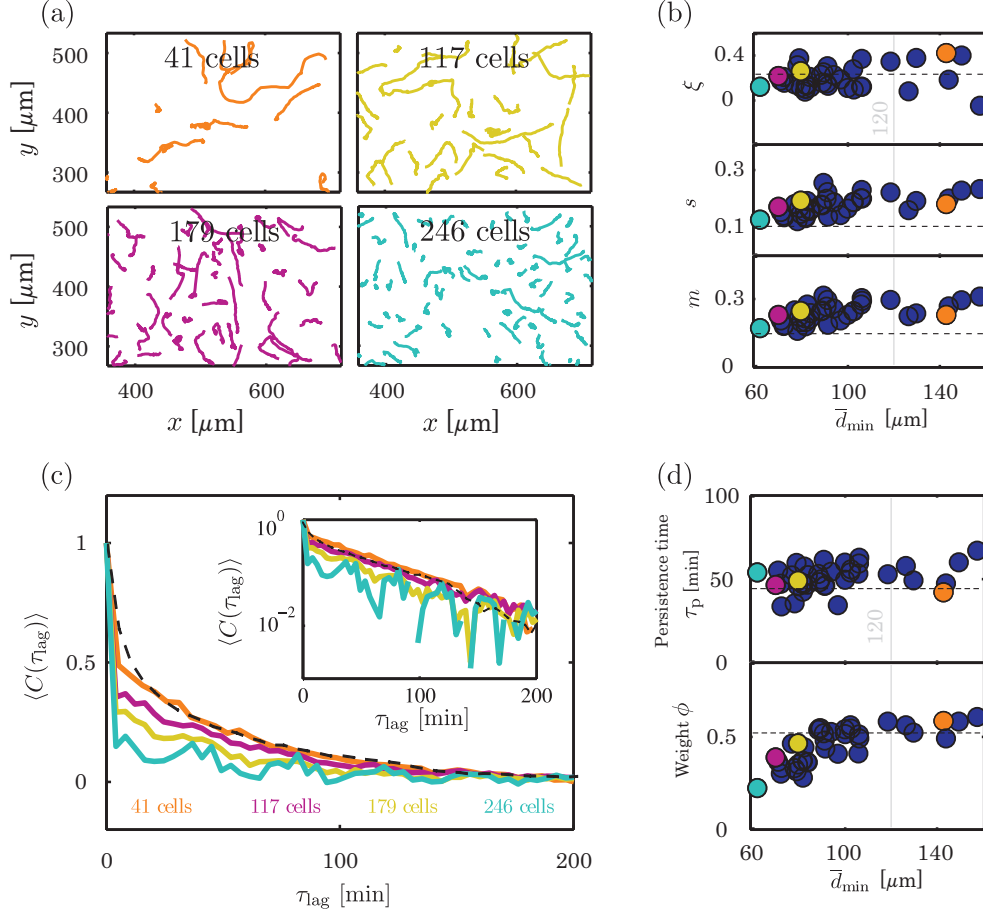 (a)
41 cells
117 cells
179 cells
246 cells
500
400
300
y [μm]
500
400
300
y [μm]
400
600
400
600
x [μm]
x [μm]
(b)
0.4
0
ξ
120
0.3
0.1
s
0.3
0
m
60
100
140
d̅min [μm]
(c)
1
0.5
0
⟨C(τlag)⟩
10⁰
10⁻²
⟨C(τlag)⟩
0
100
200
τlag [min]
41 cells
117 cells
179 cells
246 cells
0
100
200
τlag [min]
(d)
100
50
0
Persistence time
τp [min]
120
0.5
0
Weight ϕ
60
100
140
d̅min [μm]